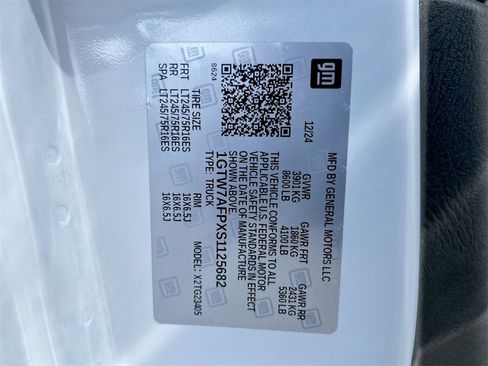 gm
MFD BY GENERAL MOTORS LLC
12/24
GVWR GAWR FRT GAWR RR
3901 KG 1860 KG 2431 KG
8600 LB 4100 LB 5360 LB
THIS VEHICLE CONFORMS TO ALL
APPLICABLE U.S. FEDERAL MOTOR
VEHICLE SAFETY STANDARDS IN EFFECT
ON THE DATE OF MANUFACTURE
SHOWN ABOVE.
1GTW7AFPXS1125682
TYPE: TRUCK MODEL: X2TG23405
8624
TIRE SIZE RIM
FRT LT245/75R16ES 16X6.5J
RR LT245/75R16ES 16X6.5J
SPA LT245/75R16ES 16X6.5J